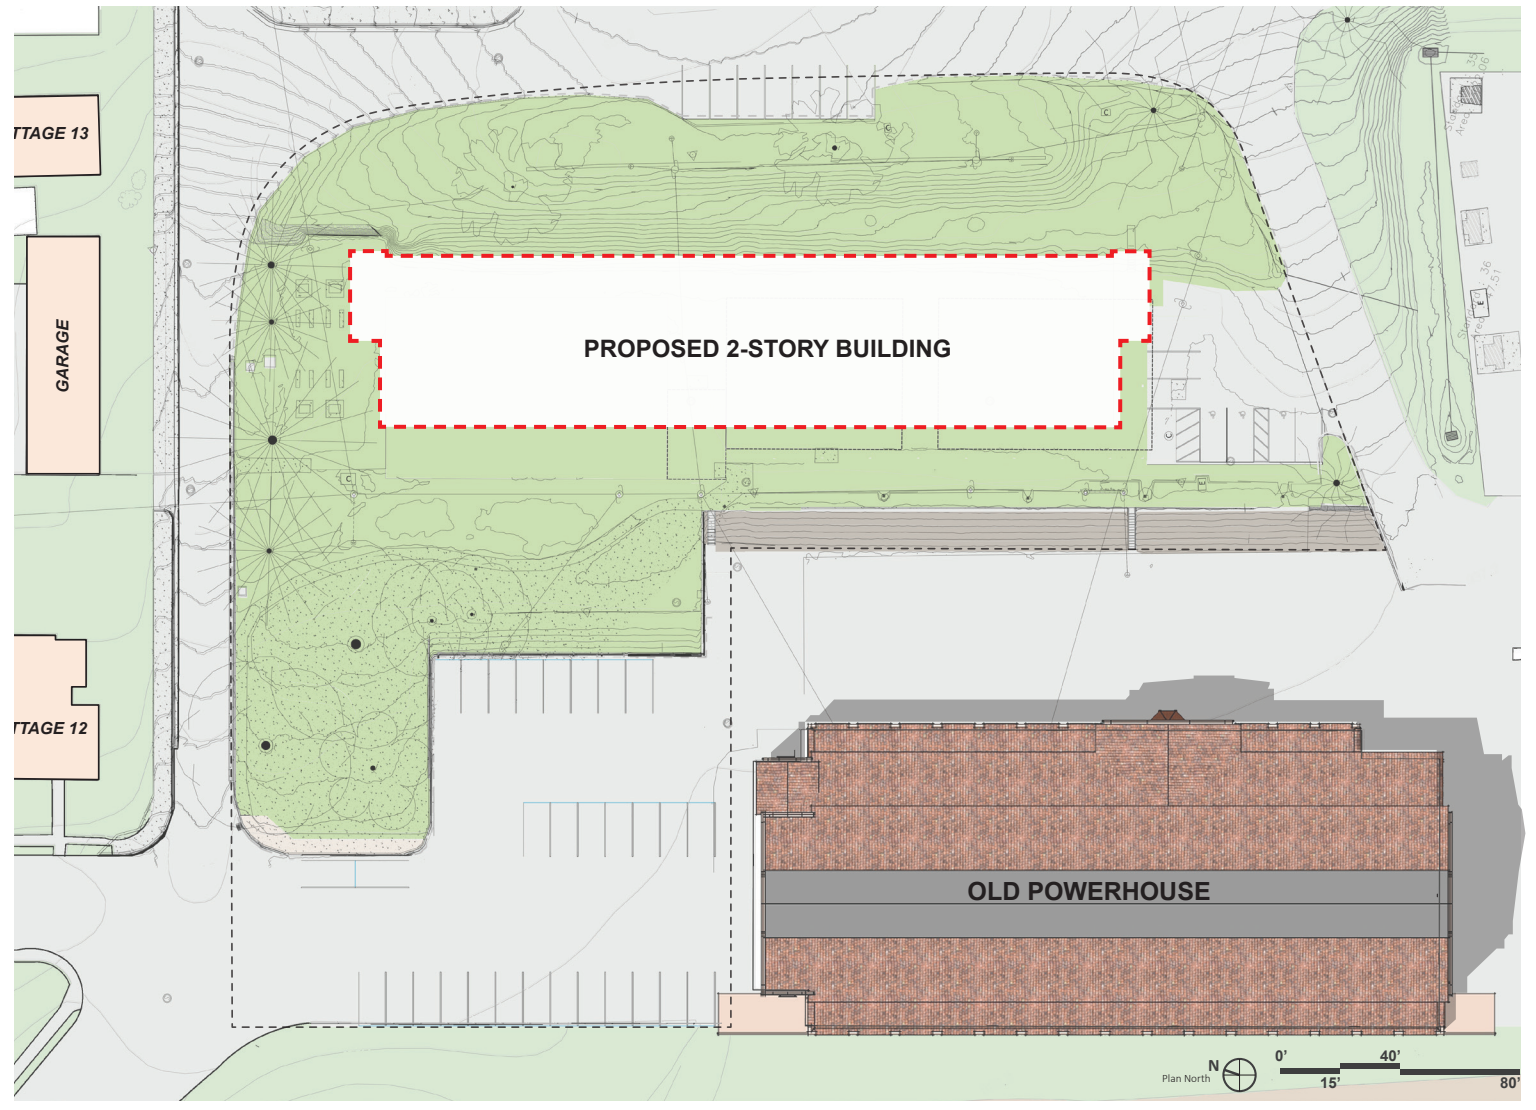 TTAGE 13
GARAGE
PROPOSED 2-STORY BUILDING
TTAGE 12
OLD POWERHOUSE
N
Plan North
0'
40'
15'
80'
C
C
C
C
E
E